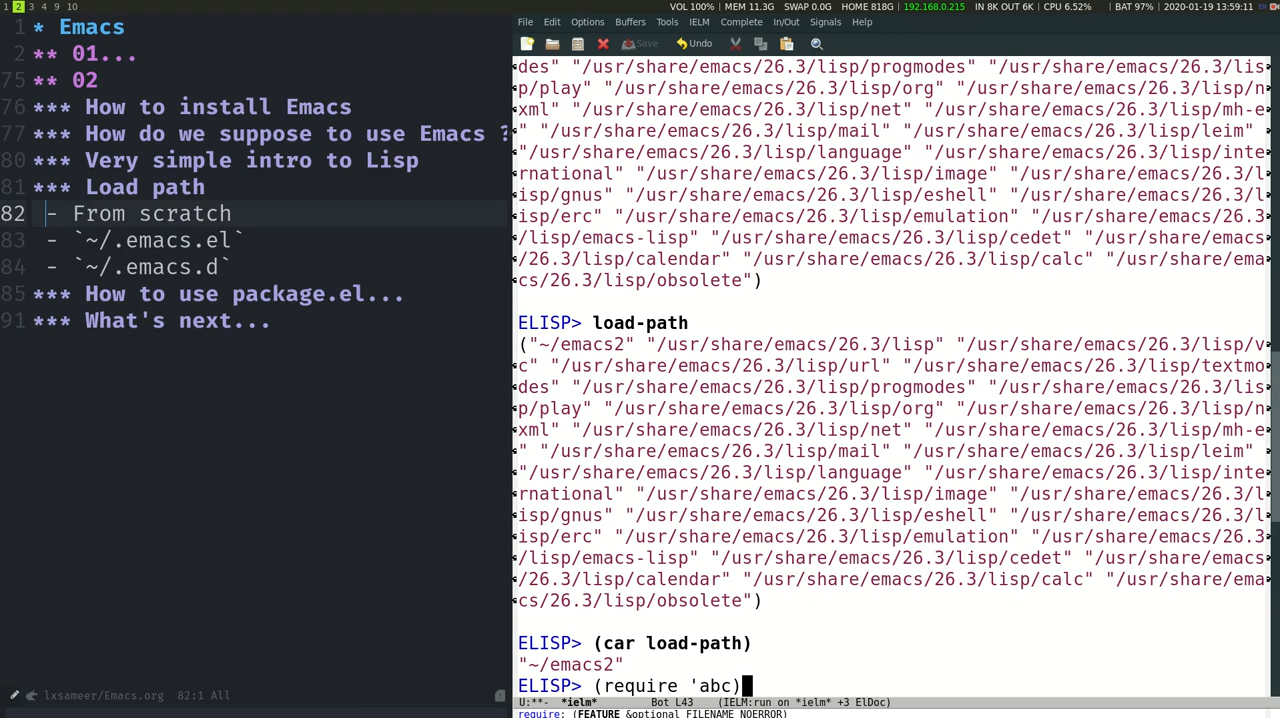 1 2 3 4 9 10
VOL 100% | MEM 11.3G SWAP 0.0G HOME 818G | 192.168.0.215 | IN 8K OUT 6K | CPU 6.52% | BAT 97% | 2020-01-19 13:59:11 EN
1 * Emacs
2 ** 01...
75 ** 02
76 *** How to install Emacs
77 *** How do we suppose to use Emacs ?
80 *** Very simple intro to Lisp
81 *** Load path
82 - From scratch
83 - `~/.emacs.el`
84 - `~/.emacs.d`
85 *** How to use package.el...
91 *** What's next...
lxsameer/Emacs.org 82:1 All
File Edit Options Buffers Tools IELM Complete In/Out Signals Help
Save Undo
des" "/usr/share/emacs/26.3/lisp/progmodes" "/usr/share/emacs/26.3/lis
p/play" "/usr/share/emacs/26.3/lisp/org" "/usr/share/emacs/26.3/lisp/n
xml" "/usr/share/emacs/26.3/lisp/net" "/usr/share/emacs/26.3/lisp/mh-e
" "/usr/share/emacs/26.3/lisp/mail" "/usr/share/emacs/26.3/lisp/leim"
"/usr/share/emacs/26.3/lisp/language" "/usr/share/emacs/26.3/lisp/inte
rnational" "/usr/share/emacs/26.3/lisp/image" "/usr/share/emacs/26.3/l
isp/gnus" "/usr/share/emacs/26.3/lisp/eshell" "/usr/share/emacs/26.3/l
isp/erc" "/usr/share/emacs/26.3/lisp/emulation" "/usr/share/emacs/26.3
/lisp/emacs-lisp" "/usr/share/emacs/26.3/lisp/cedet" "/usr/share/emacs
/26.3/lisp/calendar" "/usr/share/emacs/26.3/lisp/calc" "/usr/share/ema
cs/26.3/lisp/obsolete")
ELISP> load-path
("~/emacs2" "/usr/share/emacs/26.3/lisp" "/usr/share/emacs/26.3/lisp/v
c" "/usr/share/emacs/26.3/lisp/url" "/usr/share/emacs/26.3/lisp/textmo
des" "/usr/share/emacs/26.3/lisp/progmodes" "/usr/share/emacs/26.3/lis
p/play" "/usr/share/emacs/26.3/lisp/org" "/usr/share/emacs/26.3/lisp/n
xml" "/usr/share/emacs/26.3/lisp/net" "/usr/share/emacs/26.3/lisp/mh-e
" "/usr/share/emacs/26.3/lisp/mail" "/usr/share/emacs/26.3/lisp/leim"
"/usr/share/emacs/26.3/lisp/language" "/usr/share/emacs/26.3/lisp/inte
rnational" "/usr/share/emacs/26.3/lisp/image" "/usr/share/emacs/26.3/l
isp/gnus" "/usr/share/emacs/26.3/lisp/eshell" "/usr/share/emacs/26.3/l
isp/erc" "/usr/share/emacs/26.3/lisp/emulation" "/usr/share/emacs/26.3
/lisp/emacs-lisp" "/usr/share/emacs/26.3/lisp/cedet" "/usr/share/emacs
/26.3/lisp/calendar" "/usr/share/emacs/26.3/lisp/calc" "/usr/share/ema
cs/26.3/lisp/obsolete")
ELISP> (car load-path)
"~/emacs2"
ELISP> (require 'abc)
U:**- *ielm* Bot L43 (IELM:run on *ielm* +3 ElDoc)
require: (FEATURE &optional FILENAME NOERROR)